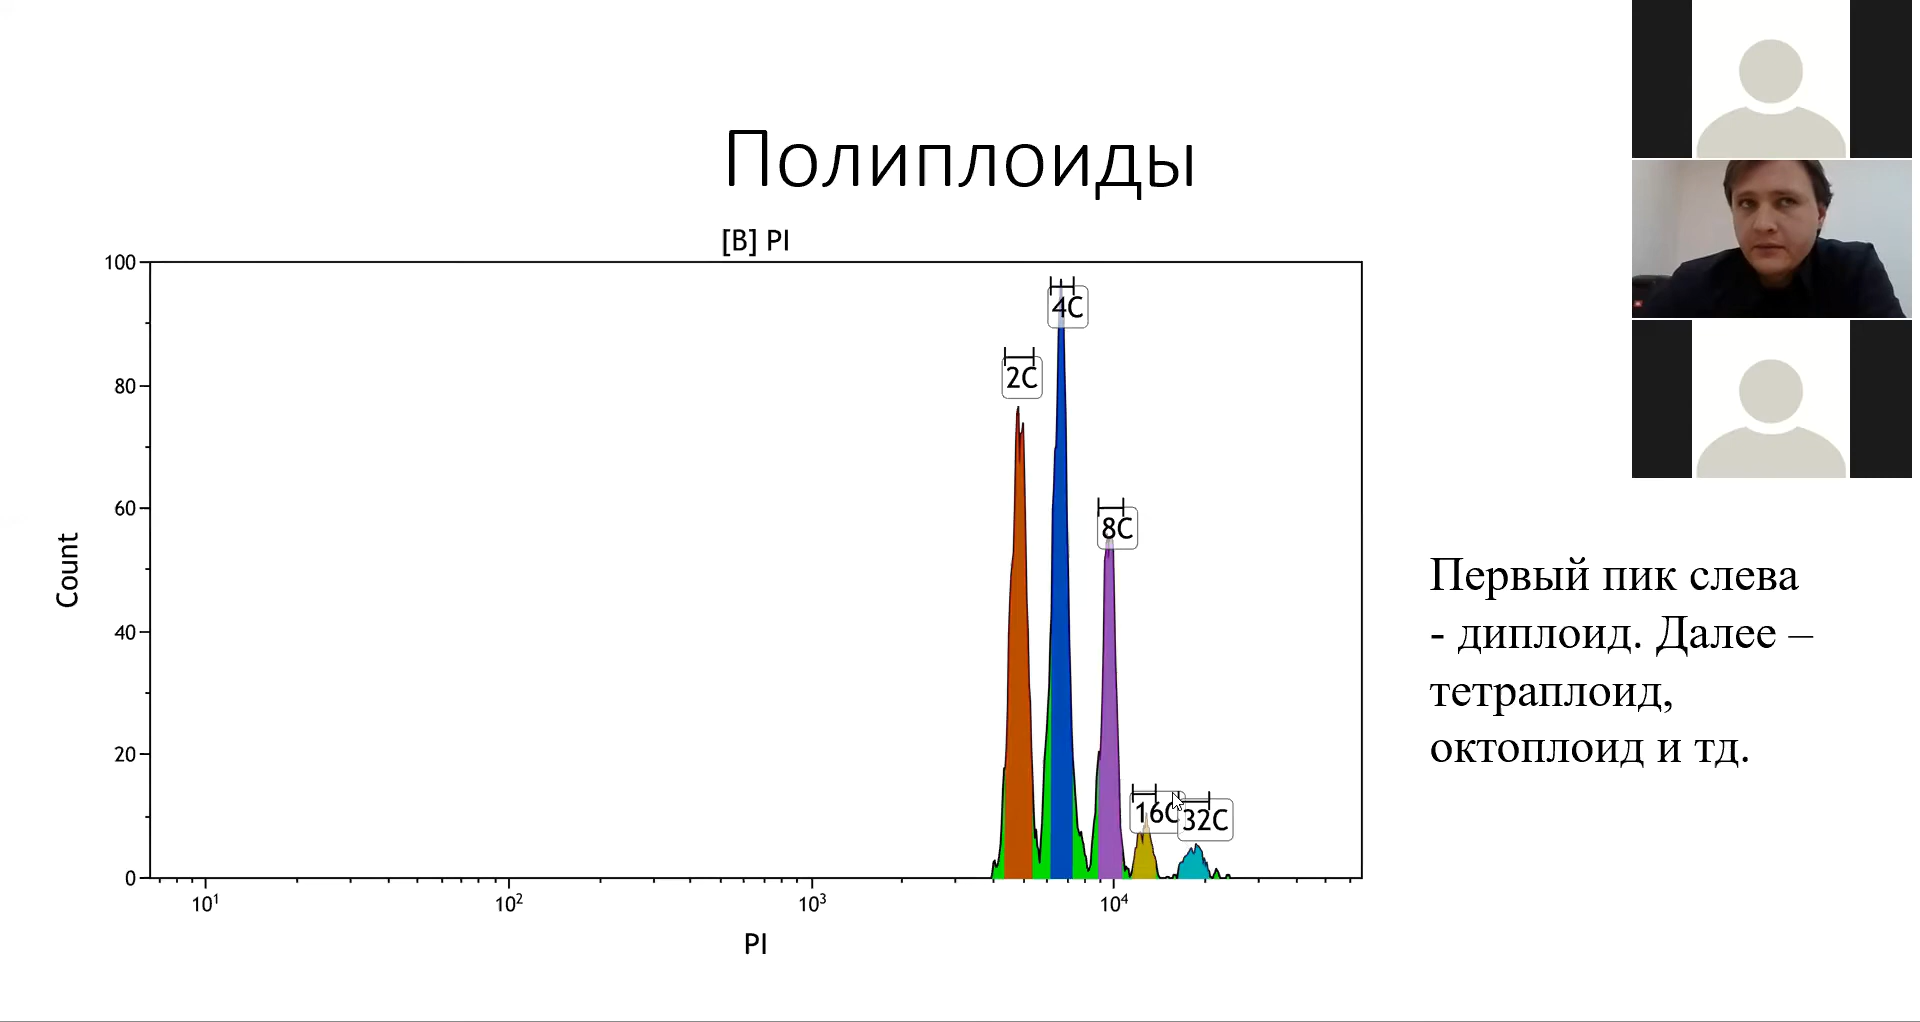 Полиплоиды
[B] PI
100
80
60
40
20
0
Count
4C
2C
8C
16C
32C
10¹
10²
10³
10⁴
PI
Первый пик слева
- диплоид. Далее –
тетраплоид,
октоплоид и тд.